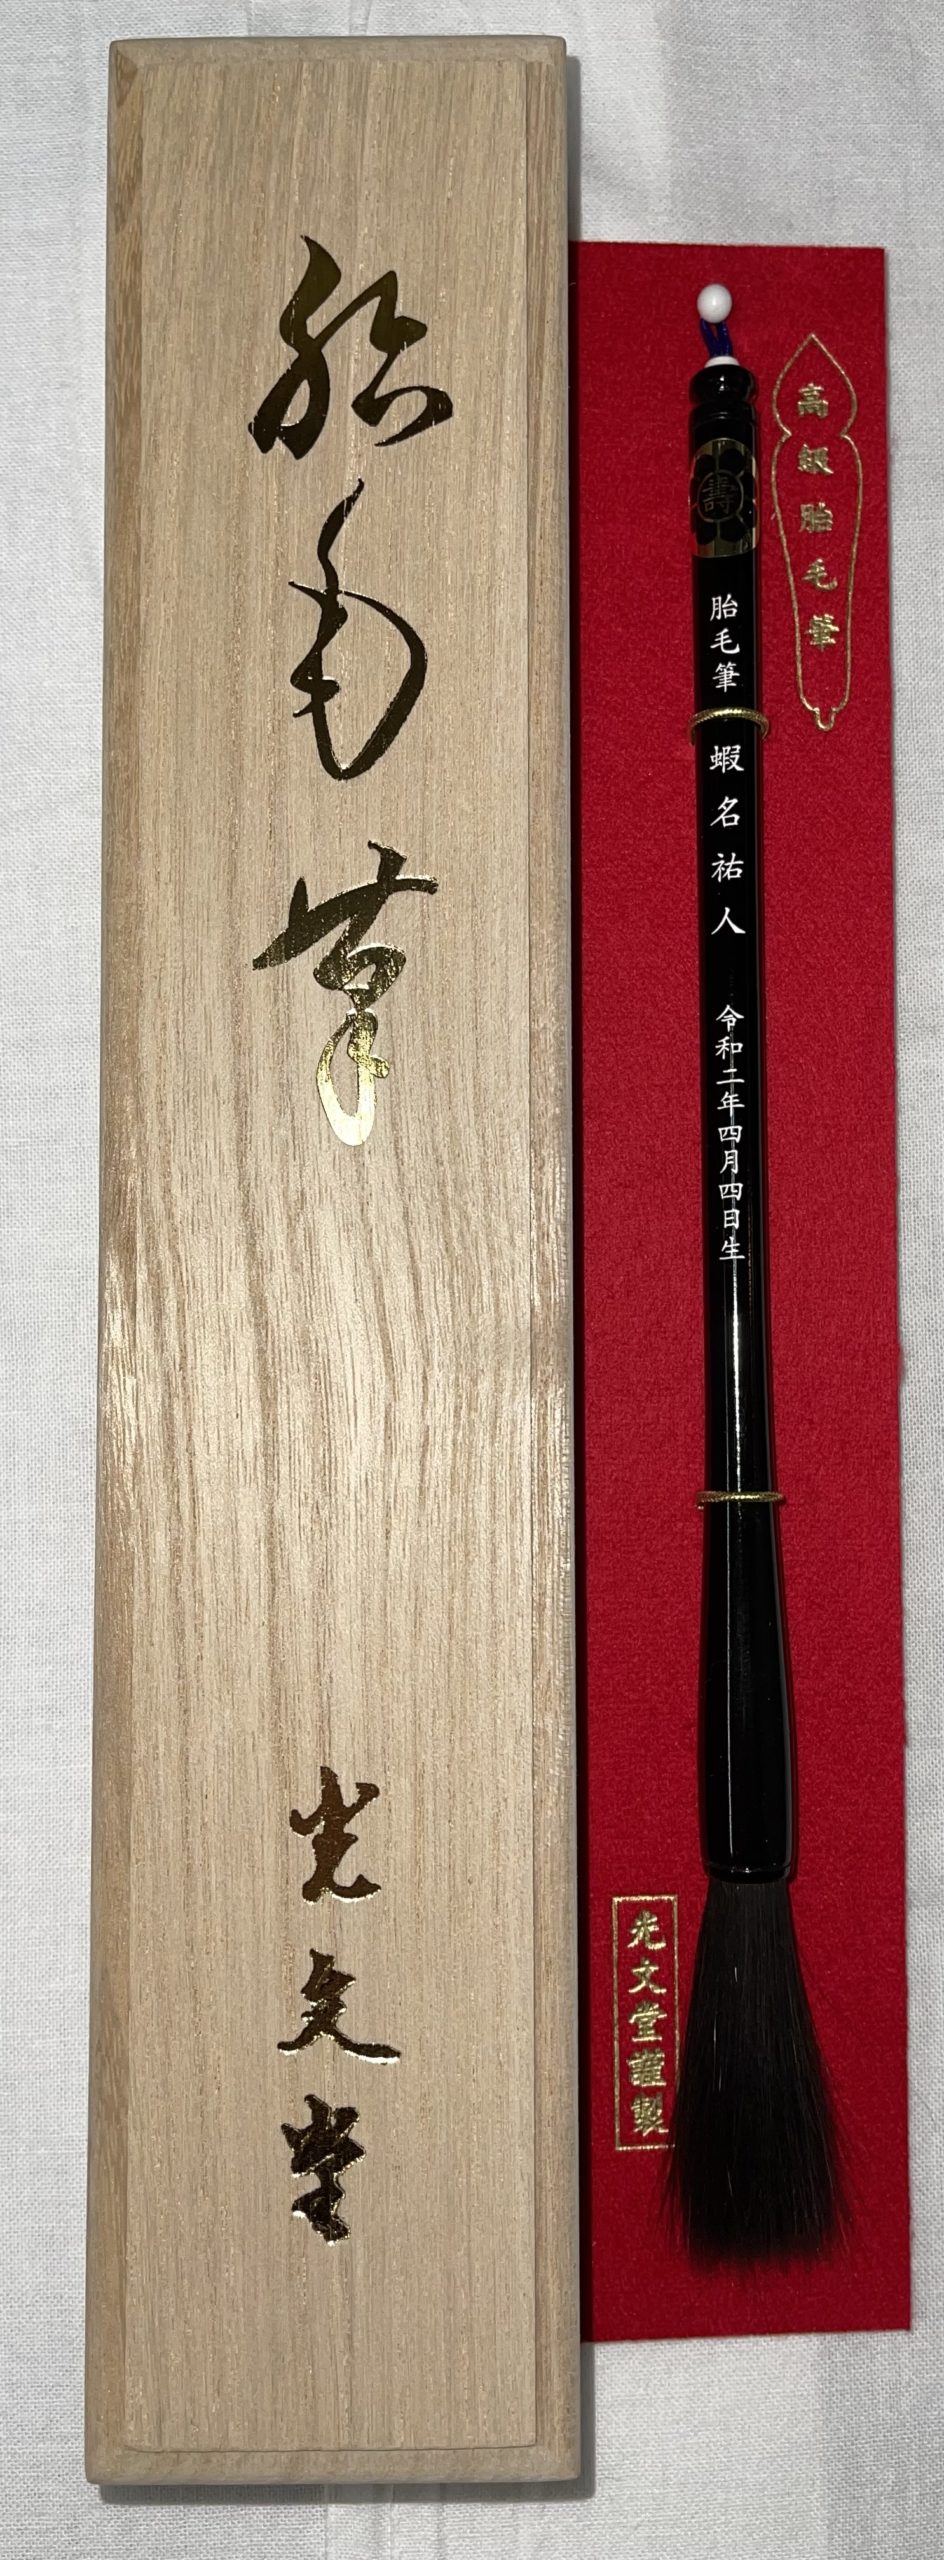 胎毛筆
光文堂
高級胎毛筆
壽
胎毛筆 蝦名祐人 令和二年四月四日生
光文堂謹製